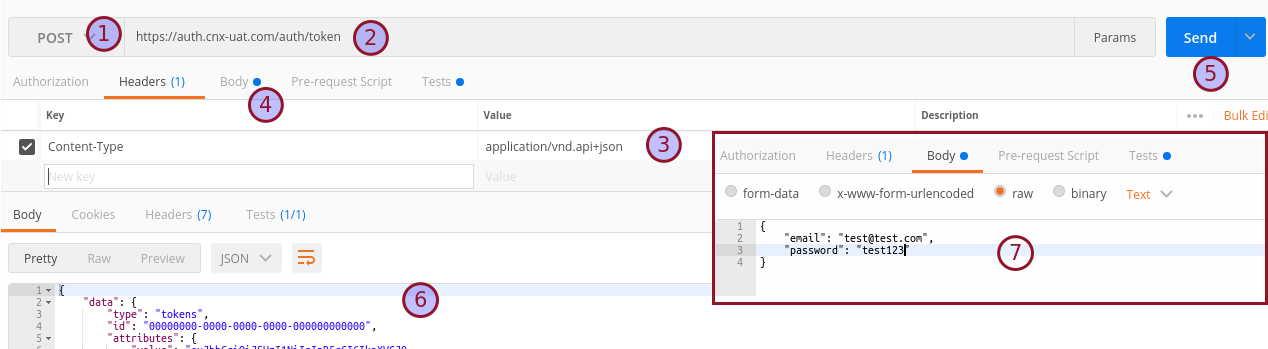 POST 1 https://auth.cnx-uat.com/auth/token 2 Params Send
5
Authorization Headers (1) Body Pre-request Script Tests
4
Key Value Description ••• Bulk Edi
Content-Type application/vnd.api+json 3
New key Value
Body Cookies Headers (7) Tests (1/1)
Pretty Raw Preview JSON
1 {
2 "data": {
3 "type": "tokens",
4 "id": "00000000-0000-0000-0000-000000000000",
5 "attributes": {
6
Authorization Headers (1) Body Pre-request Script Tests
form-data x-www-form-urlencoded raw binary Text
1 {
2 "email": "test@test.com",
3 "password": "test123"
4 }
7